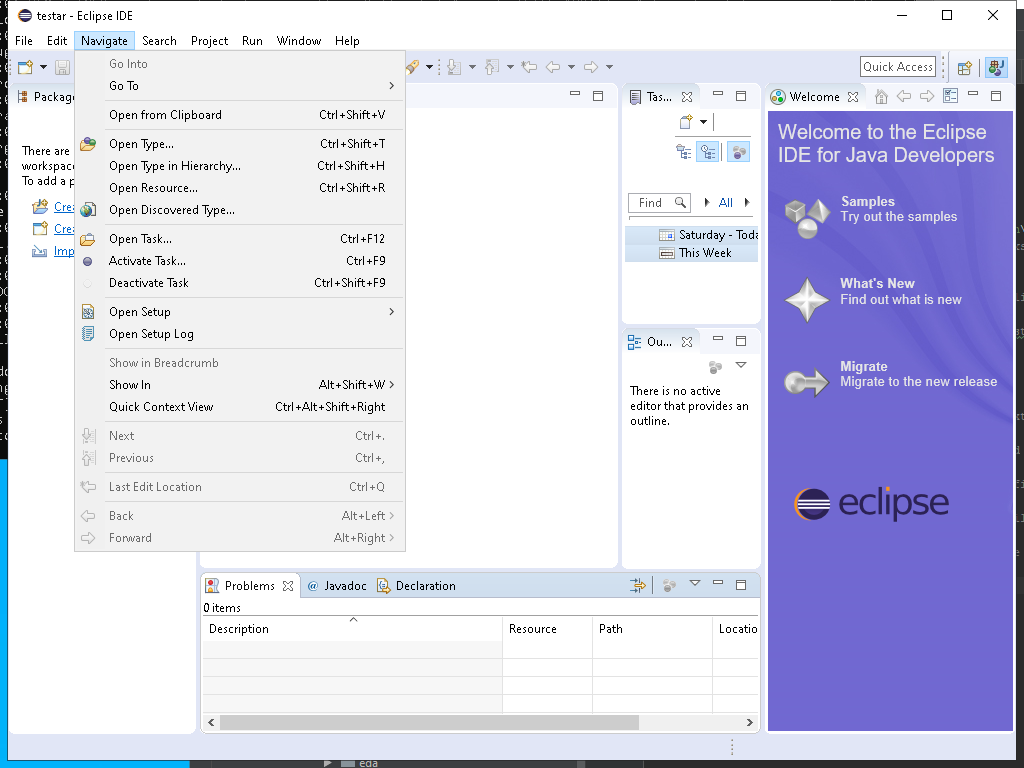 testar - Eclipse IDE
File Edit Navigate Search Project Run Window Help
Quick Access
Go Into
Go To
Open from Clipboard Ctrl+Shift+V
Open Type... Ctrl+Shift+T
Open Type in Hierarchy... Ctrl+Shift+H
Open Resource... Ctrl+Shift+R
Open Discovered Type...
Open Task... Ctrl+F12
Activate Task... Ctrl+F9
Deactivate Task Ctrl+Shift+F9
Open Setup
Open Setup Log
Show in Breadcrumb
Show In Alt+Shift+W
Quick Context View Ctrl+Alt+Shift+Right
Next Ctrl+.
Previous Ctrl+,
Last Edit Location Ctrl+Q
Back Alt+Left
Forward Alt+Right
Packag
There are
workspac
To add a p
Crea
Crea
Imp
Tas...
Find All
Saturday - Toda
This Week
Ou...
There is no active
editor that provides an
outline.
Welcome
Welcome to the Eclipse
IDE for Java Developers
Samples
Try out the samples
What's New
Find out what is new
Migrate
Migrate to the new release
eclipse
Problems @ Javadoc Declaration
0 items
Description Resource Path Locatio
eda